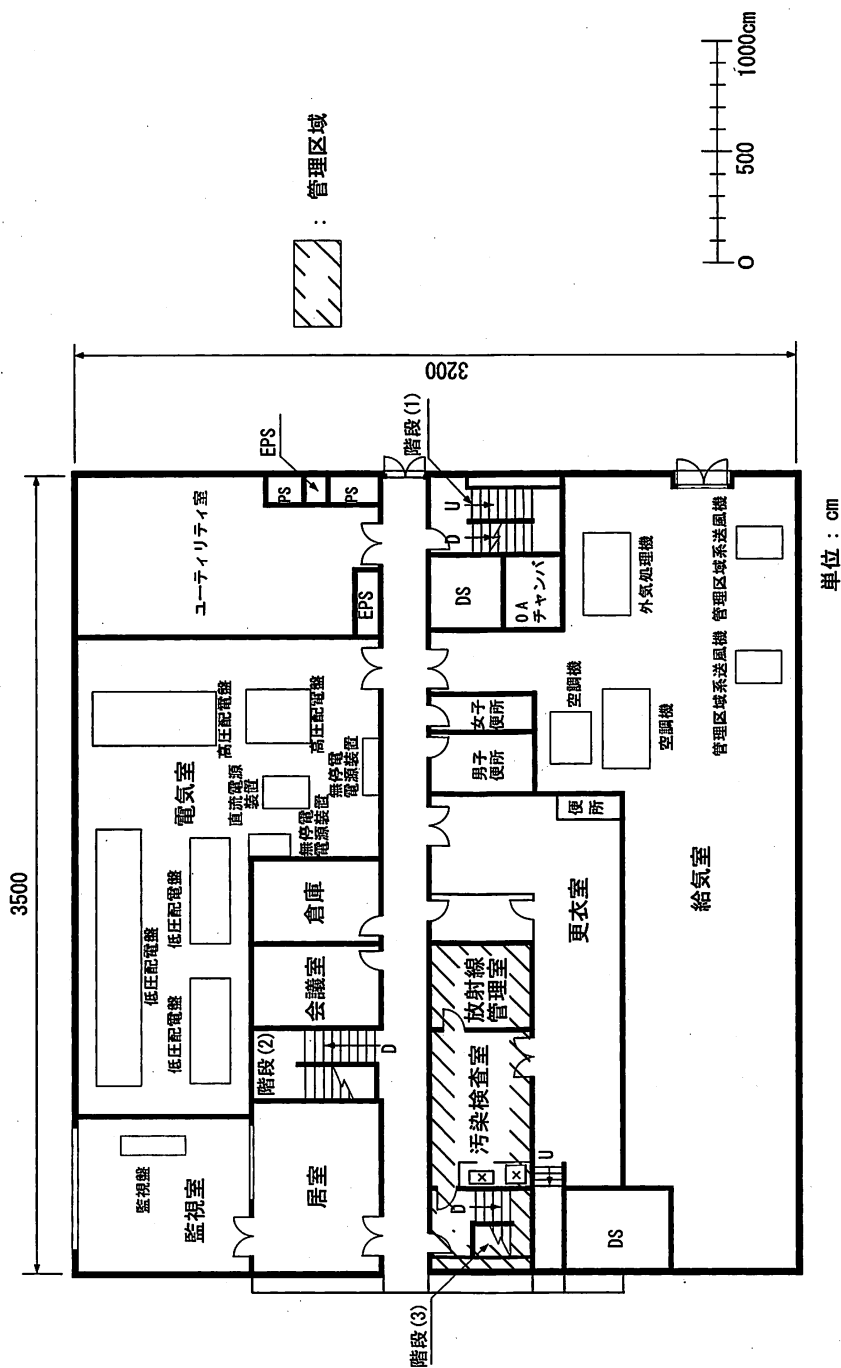 3500
3200
監視盤
監視室
居室
低圧配電盤
低圧配電盤
低圧配電盤
階段(2)
D
会議室
倉庫
電気室
直流電源
装置
無停電
電源装置
無停電
電源装置
高圧配電盤
高圧配電盤
ユーティリティ室
EPS
PS
PS
EPS
階段(1)
U
D
DS
OA
チャンバ
女子
便所
男子
便所
便所
更衣室
放射線
管理室
汚染検査室
D
U
階段(3)
DS
給気室
空調機
空調機
外気処理機
管理区域系送風機
管理区域系送風機
: 管理区域
0
500
1000cm
単位:cm